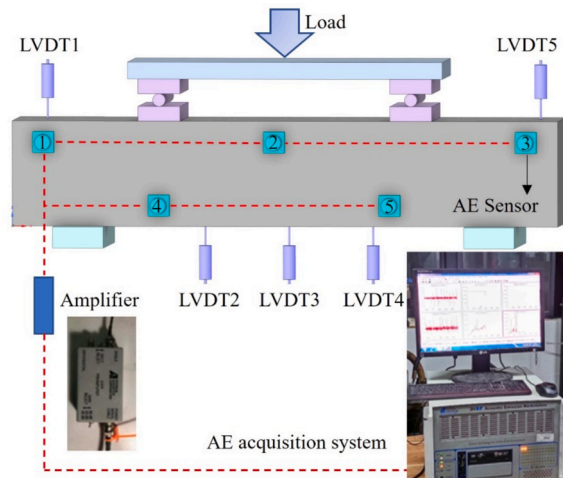 Load
LVDT1
LVDT5
①
②
③
AE Sensor
④
⑤
LVDT2
LVDT3
LVDT4
Amplifier
AE acquisition system